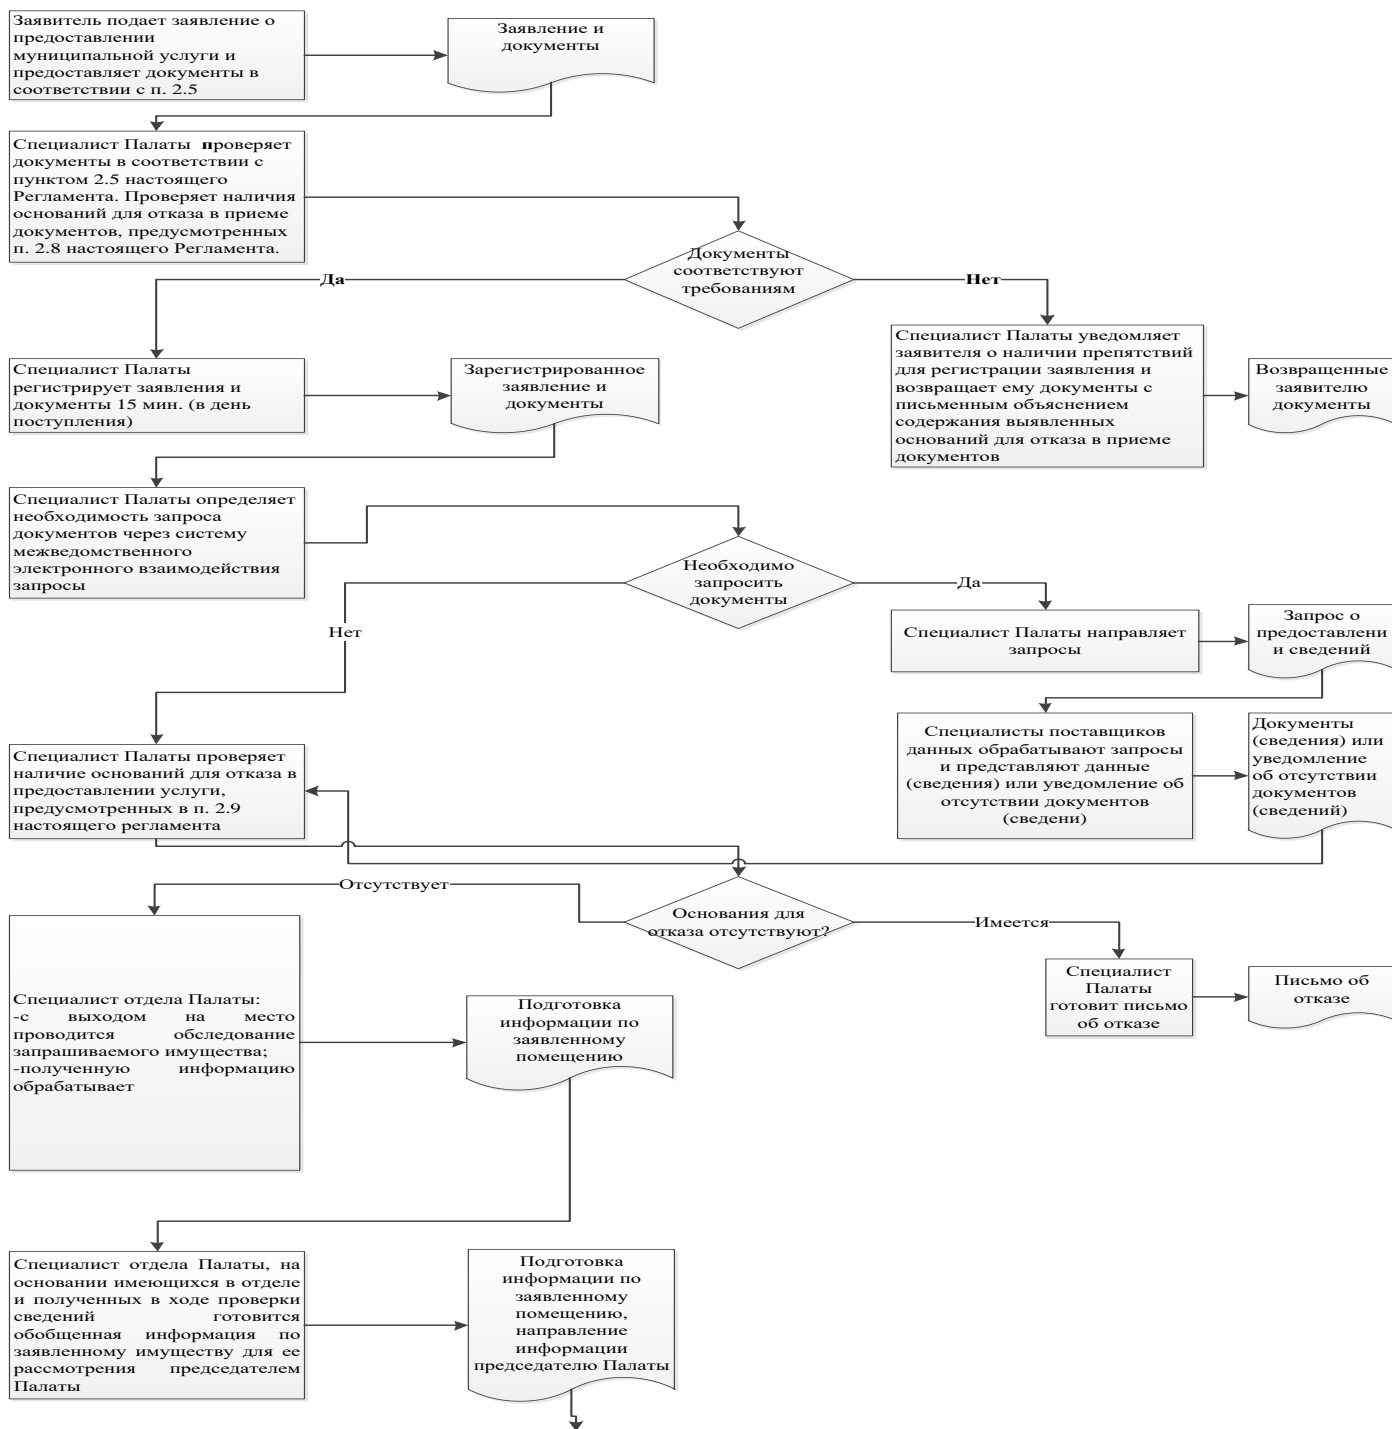 Заявитель подает заявление о
предоставлении
муниципальной услуги и
предоставляет документы в
соответствии с п. 2.5
Заявление и
документы
Специалист Палаты проверяет
документы в соответствии с
пунктом 2.5 настоящего
Регламента. Проверяет наличия
оснований для отказа в приеме
документов, предусмотренных
п. 2.8 настоящего Регламента.
Документы
соответствуют
требованиям
Да
Нет
Специалист Палаты
регистрирует заявления и
документы 15 мин. (в день
поступления)
Зарегистрированное
заявление и
документы
Специалист Палаты уведомляет
заявителя о наличии препятствий
для регистрации заявления и
возвращает ему документы с
письменным объяснением
содержания выявленных
оснований для отказа в приеме
документов
Возвращенные
заявителю
документы
Специалист Палаты определяет
необходимость запроса
документов через систему
межведомственного
электронного взаимодействия
запросы
Необходимо
запросить
документы
Да
Нет
Специалист Палаты направляет
запросы
Запрос о
предоставлени
и сведений
Специалисты поставщиков
данных обрабатывают запросы
и представляют данные
(сведения) или уведомление об
отсутствии документов
(сведени)
Документы
(сведения) или
уведомление
об отсутствии
документов
(сведений)
Специалист Палаты проверяет
наличие оснований для отказа в
предоставлении услуги,
предусмотренных в п. 2.9
настоящего регламента
Отсутствует
Основания для
отказа отсутствуют?
Имеется
Специалист
Палаты
готовит письмо
об отказе
Письмо об
отказе
Специалист отдела Палаты:
-с выходом на место
проводится обследование
запрашиваемого имущества;
-полученную информацию
обрабатывает
Подготовка
информации по
заявленному
помещению
Специалист отдела Палаты, на
основании имеющихся в отделе
и полученных в ходе проверки
сведений готовится
обобщенная информация по
заявленному имуществу для ее
рассмотрения председателем
Палаты
Подготовка
информации по
заявленному
помещению,
направление
информации
председателю Палаты